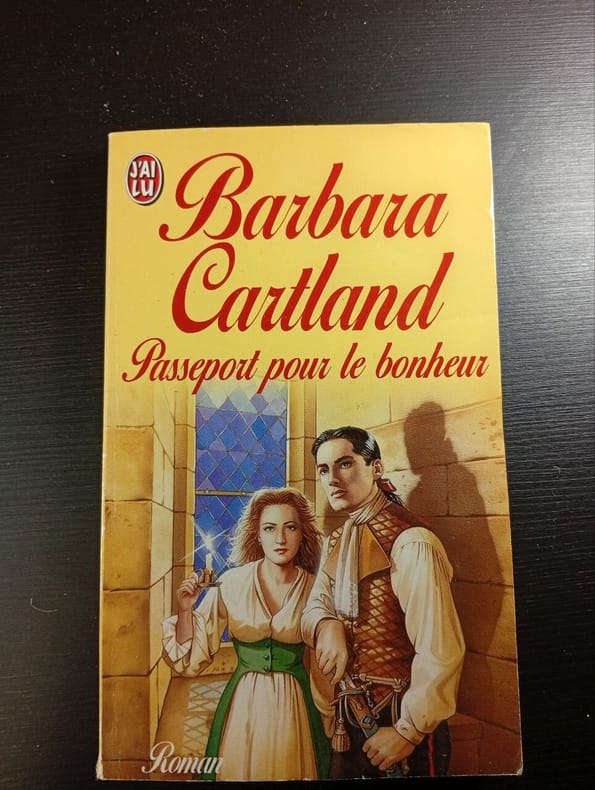 J'AI
LU
Barbara
Cartland
Passeport pour le bonheur
Roman